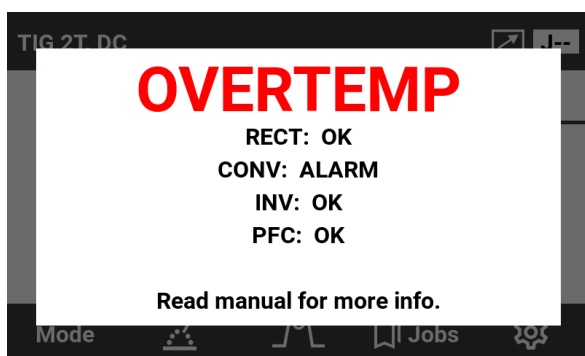 TIG 2T, DC
J--
OVERTEMP
RECT: OK
CONV: ALARM
INV: OK
PFC: OK
Read manual for more info.
Mode
Jobs